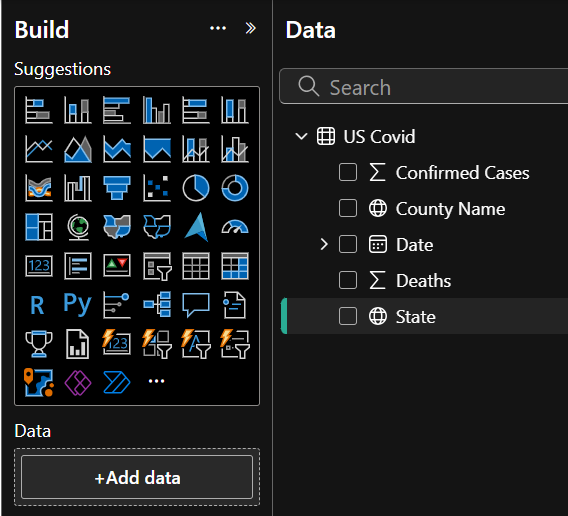 Build
Suggestions
123
R
Py
123
A
Data
+Add data
Data
Search
US Covid
Confirmed Cases
County Name
Date
Deaths
State